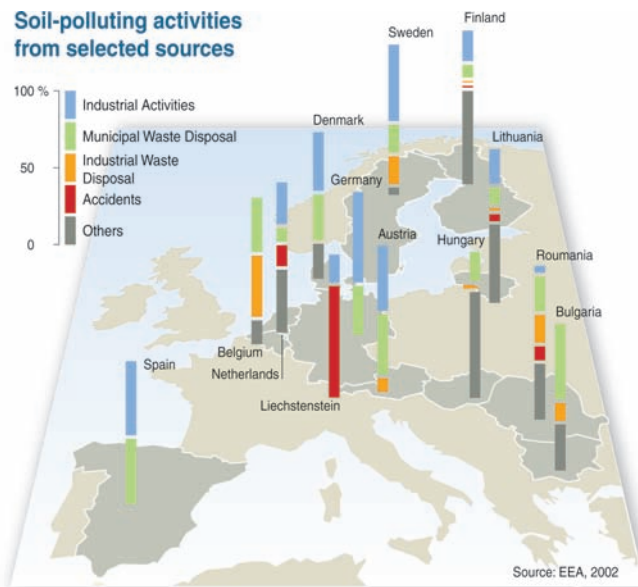 Soil-polluting activities
from selected sources
100 %
50
0
Industrial Activities
Municipal Waste Disposal
Industrial Waste
Disposal
Accidents
Others
Finland
Sweden
Denmark
Lithuania
Germany
Austria
Hungary
Roumania
Bulgaria
Belgium
Netherlands
Spain
Liechstenstein
Source: EEA, 2002